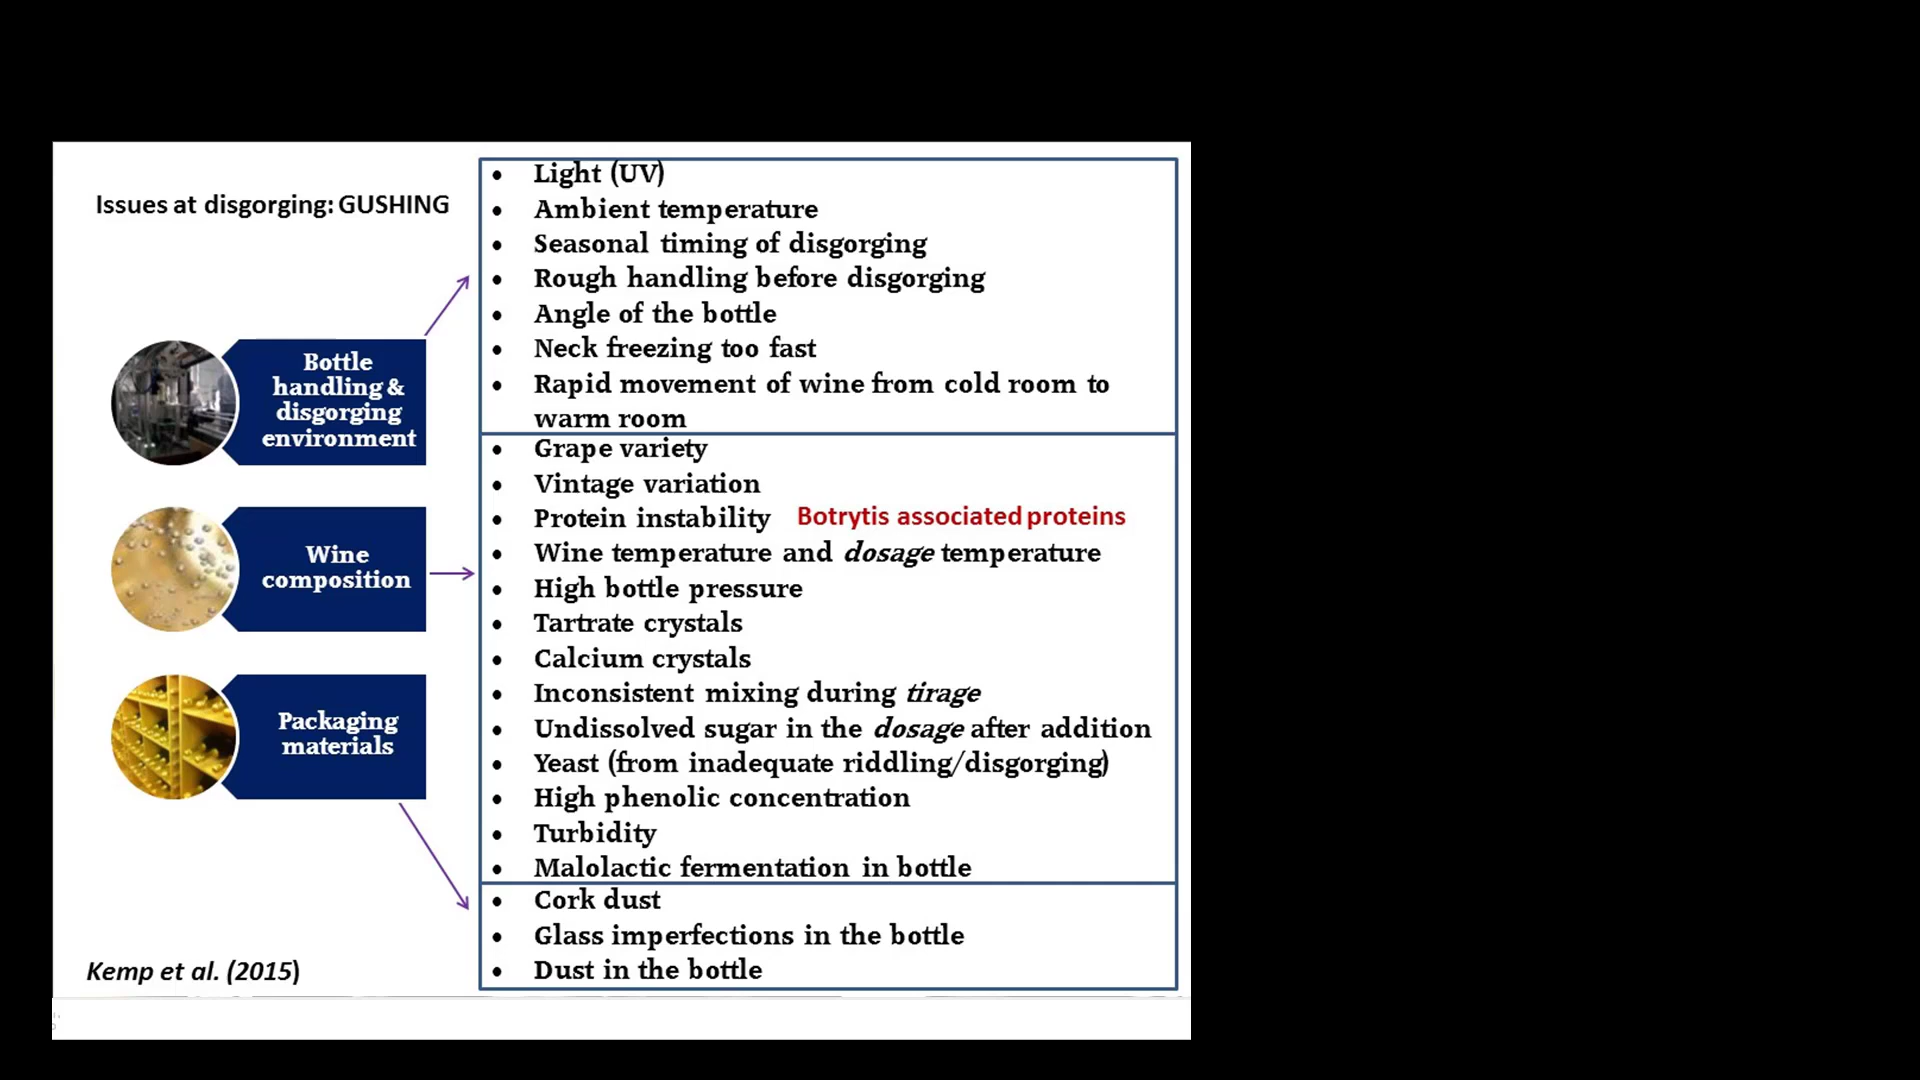 Issues at disgorging: GUSHING
Bottle
handling &
disgorging
environment
• Light (UV)
• Ambient temperature
• Seasonal timing of disgorging
• Rough handling before disgorging
• Angle of the bottle
• Neck freezing too fast
• Rapid movement of wine from cold room to
warm room
Wine
composition
• Grape variety
• Vintage variation
• Protein instability Botrytis associated proteins
• Wine temperature and dosage temperature
• High bottle pressure
• Tartrate crystals
• Calcium crystals
• Inconsistent mixing during tirage
• Undissolved sugar in the dosage after addition
• Yeast (from inadequate riddling/disgorging)
• High phenolic concentration
• Turbidity
• Malolactic fermentation in bottle
Packaging
materials
• Cork dust
• Glass imperfections in the bottle
• Dust in the bottle
Kemp et al. (2015)